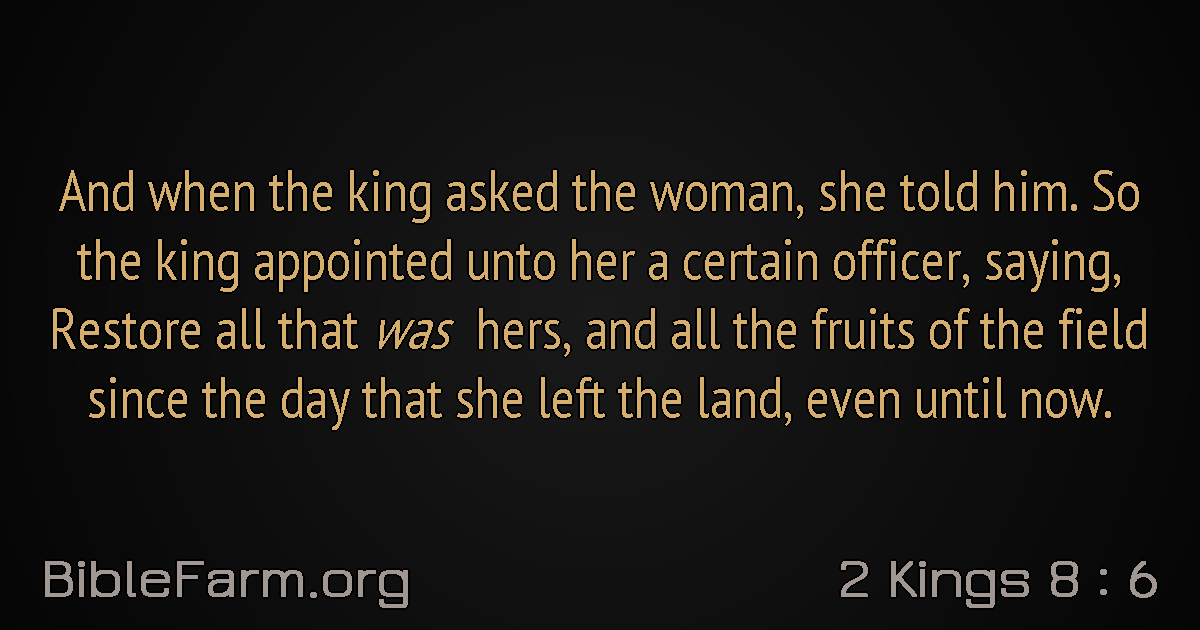 And when the king asked the woman, she told him. So
the king appointed unto her a certain officer, saying,
Restore all that was hers, and all the fruits of the field
since the day that she left the land, even until now.
BibleFarm.org
2 Kings 8 : 6